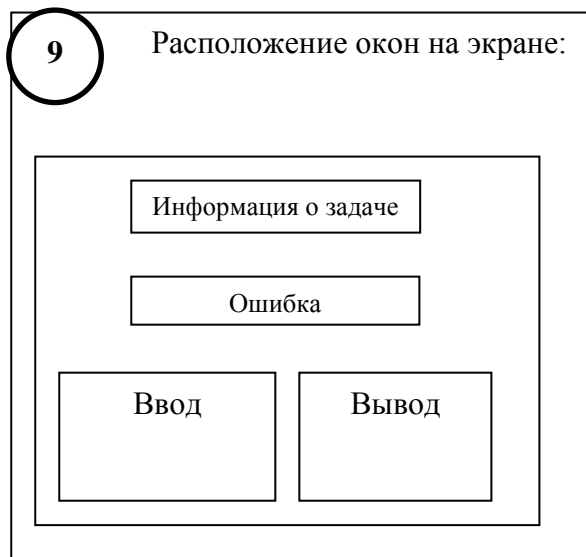 9
Расположение окон на экране:
Информация о задаче
Ошибка
Ввод
Вывод